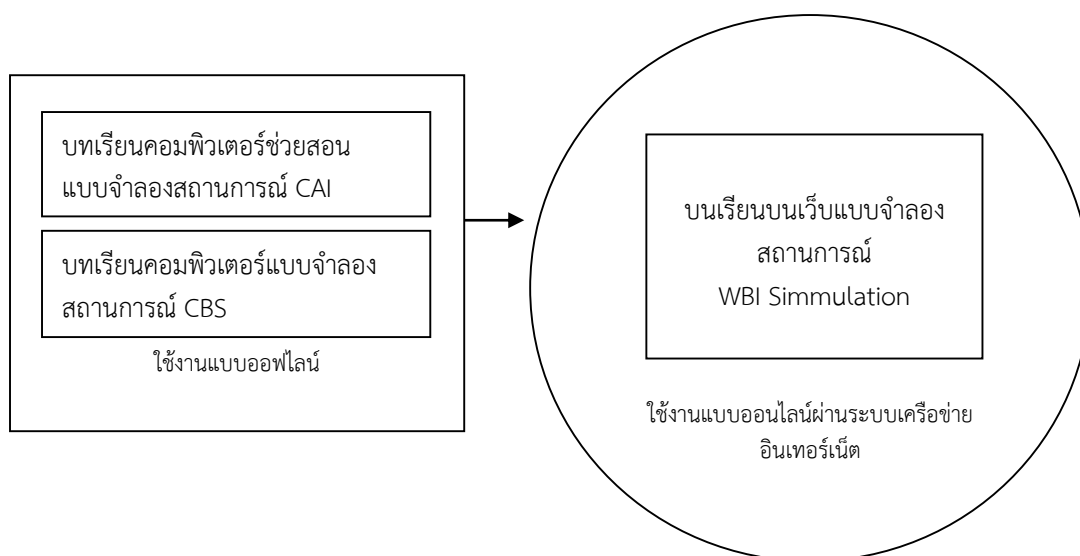 บทเรียนคอมพิวเตอร์ช่วยสอน
แบบจำลองสถานการณ์ CAI
บทเรียนคอมพิวเตอร์แบบจำลอง
สถานการณ์ CBS
ใช้งานแบบออฟไลน์
บนเรียนบนเว็บแบบจำลอง
สถานการณ์
WBI Simmulation
ใช้งานแบบออนไลน์ผ่านระบบเครือข่าย
อินเทอร์เน็ต